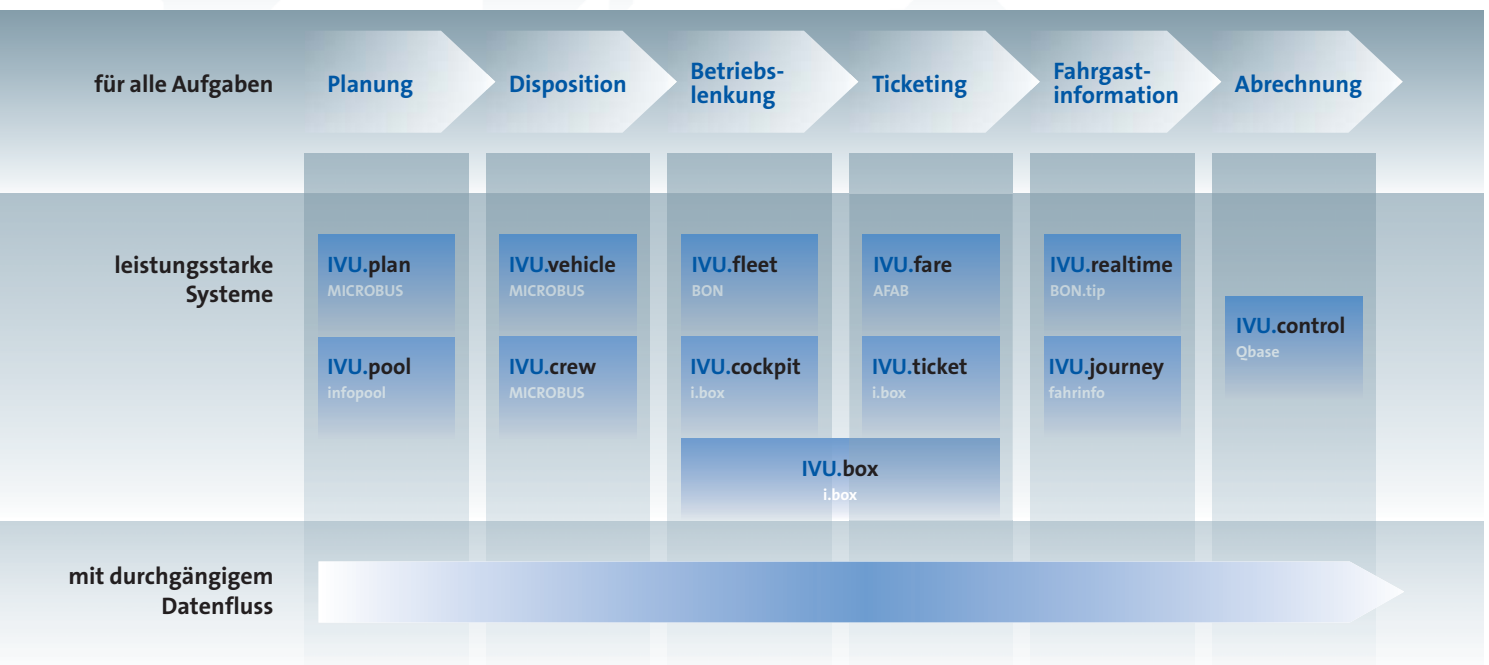 für alle Aufgaben
Planung
Disposition
Betriebs-
lenkung
Ticketing
Fahrgast-
information
Abrechnung
leistungsstarke
Systeme
IVU.plan
MICROBUS
IVU.vehicle
MICROBUS
IVU.fleet
BON
IVU.fare
AFAB
IVU.realtime
BON.tip
IVU.control
Qbase
IVU.pool
infopool
IVU.crew
MICROBUS
IVU.cockpit
i.box
IVU.ticket
i.box
IVU.journey
fahrinfo
IVU.box
i.box
mit durchgängigem
Datenfluss